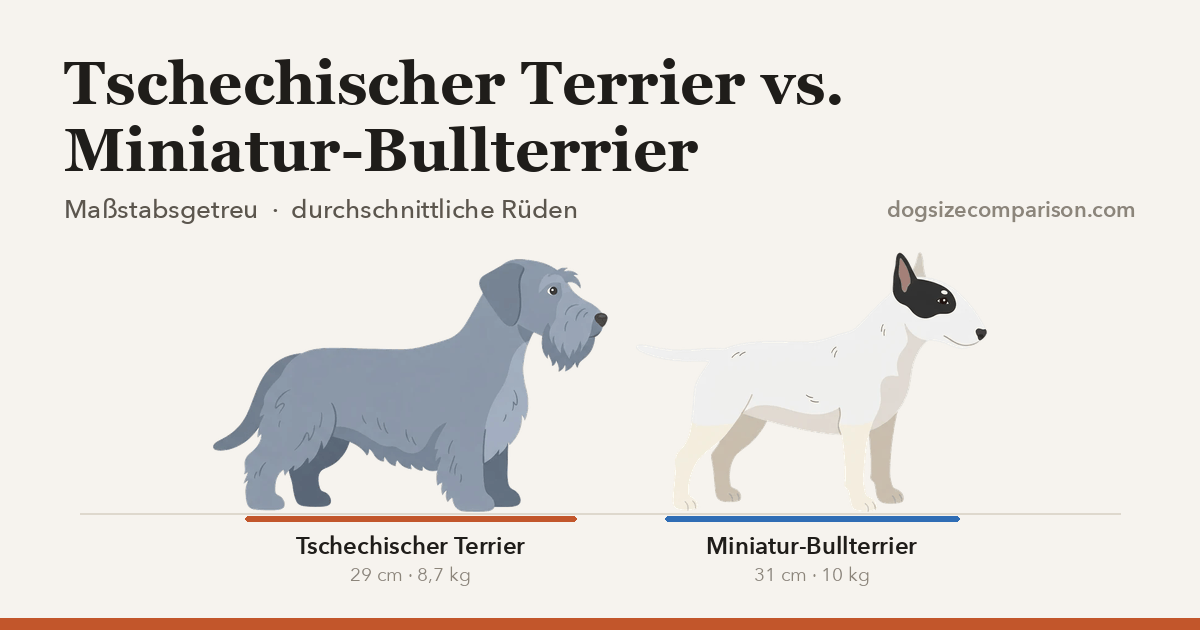 Tschechischer Terrier vs.
Miniatur-Bullterrier
Maßstabsgetreu · durchschnittliche Rüden
dogsizecomparison.com
Tschechischer Terrier
29 cm · 8,7 kg
Miniatur-Bullterrier
31 cm · 10 kg